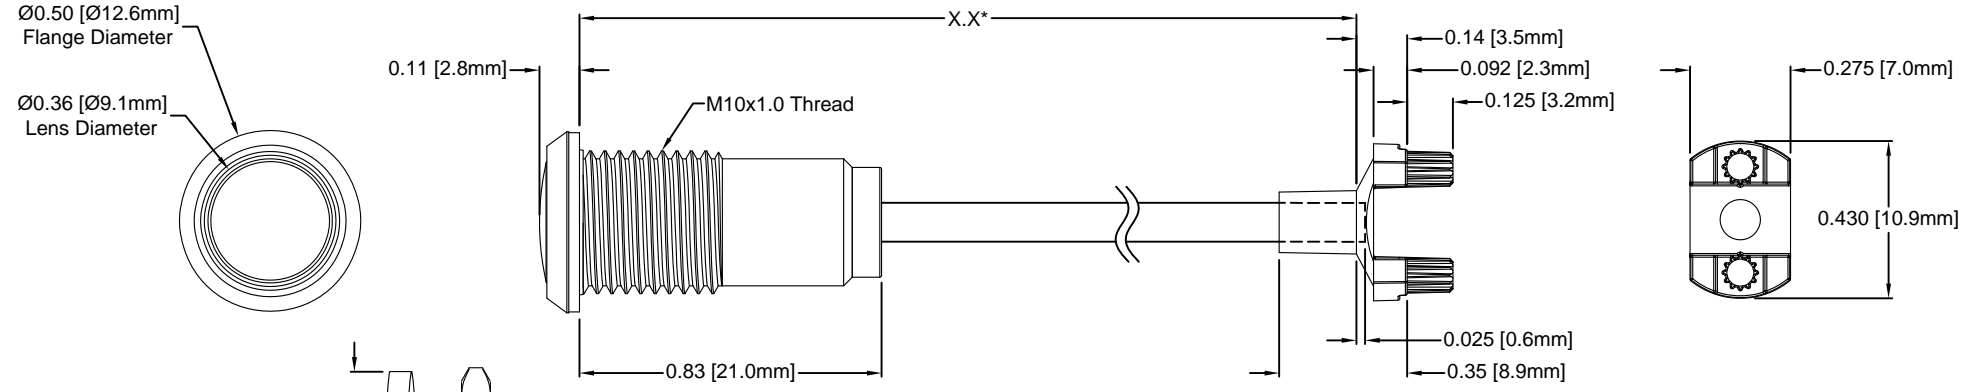 Ø0.50 [Ø12.6mm]
Flange Diameter
Ø0.36 [Ø9.1mm]
Lens Diameter
0.11 [2.8mm]
X.X*
M10x1.0 Thread
0.14 [3.5mm]
0.092 [2.3mm]
0.125 [3.2mm]
0.275 [7.0mm]
0.430 [10.9mm]
0.025 [0.6mm]
0.83 [21.0mm]
0.35 [8.9mm]